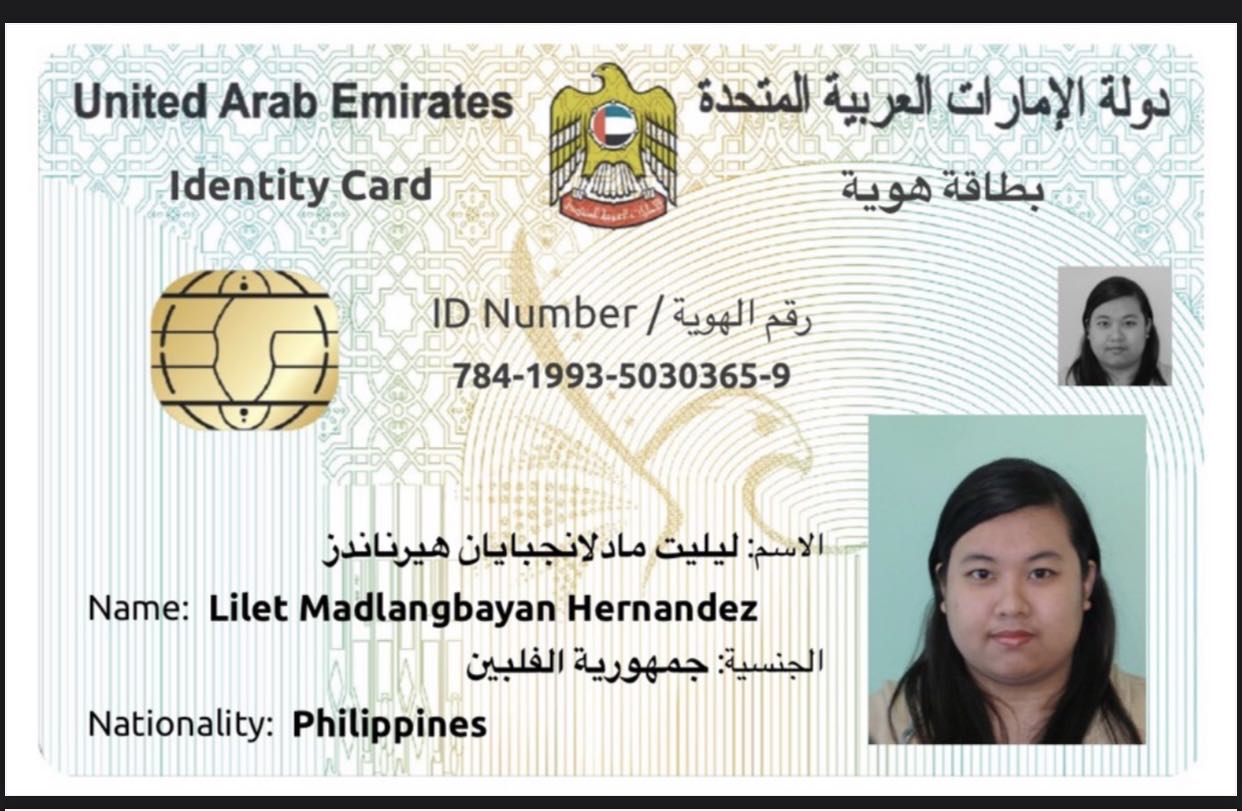 United Arab Emirates
دولة الإمارات العربية المتحدة
Identity Card
بطاقة هوية
ID Number / رقم الهوية
784-1993-5030365-9
الاسم: ليليت مادلانجبايان هيرناندز
Name: Lilet Madlangbayan Hernandez
الجنسية: جمهورية الفلبين
Nationality: Philippines